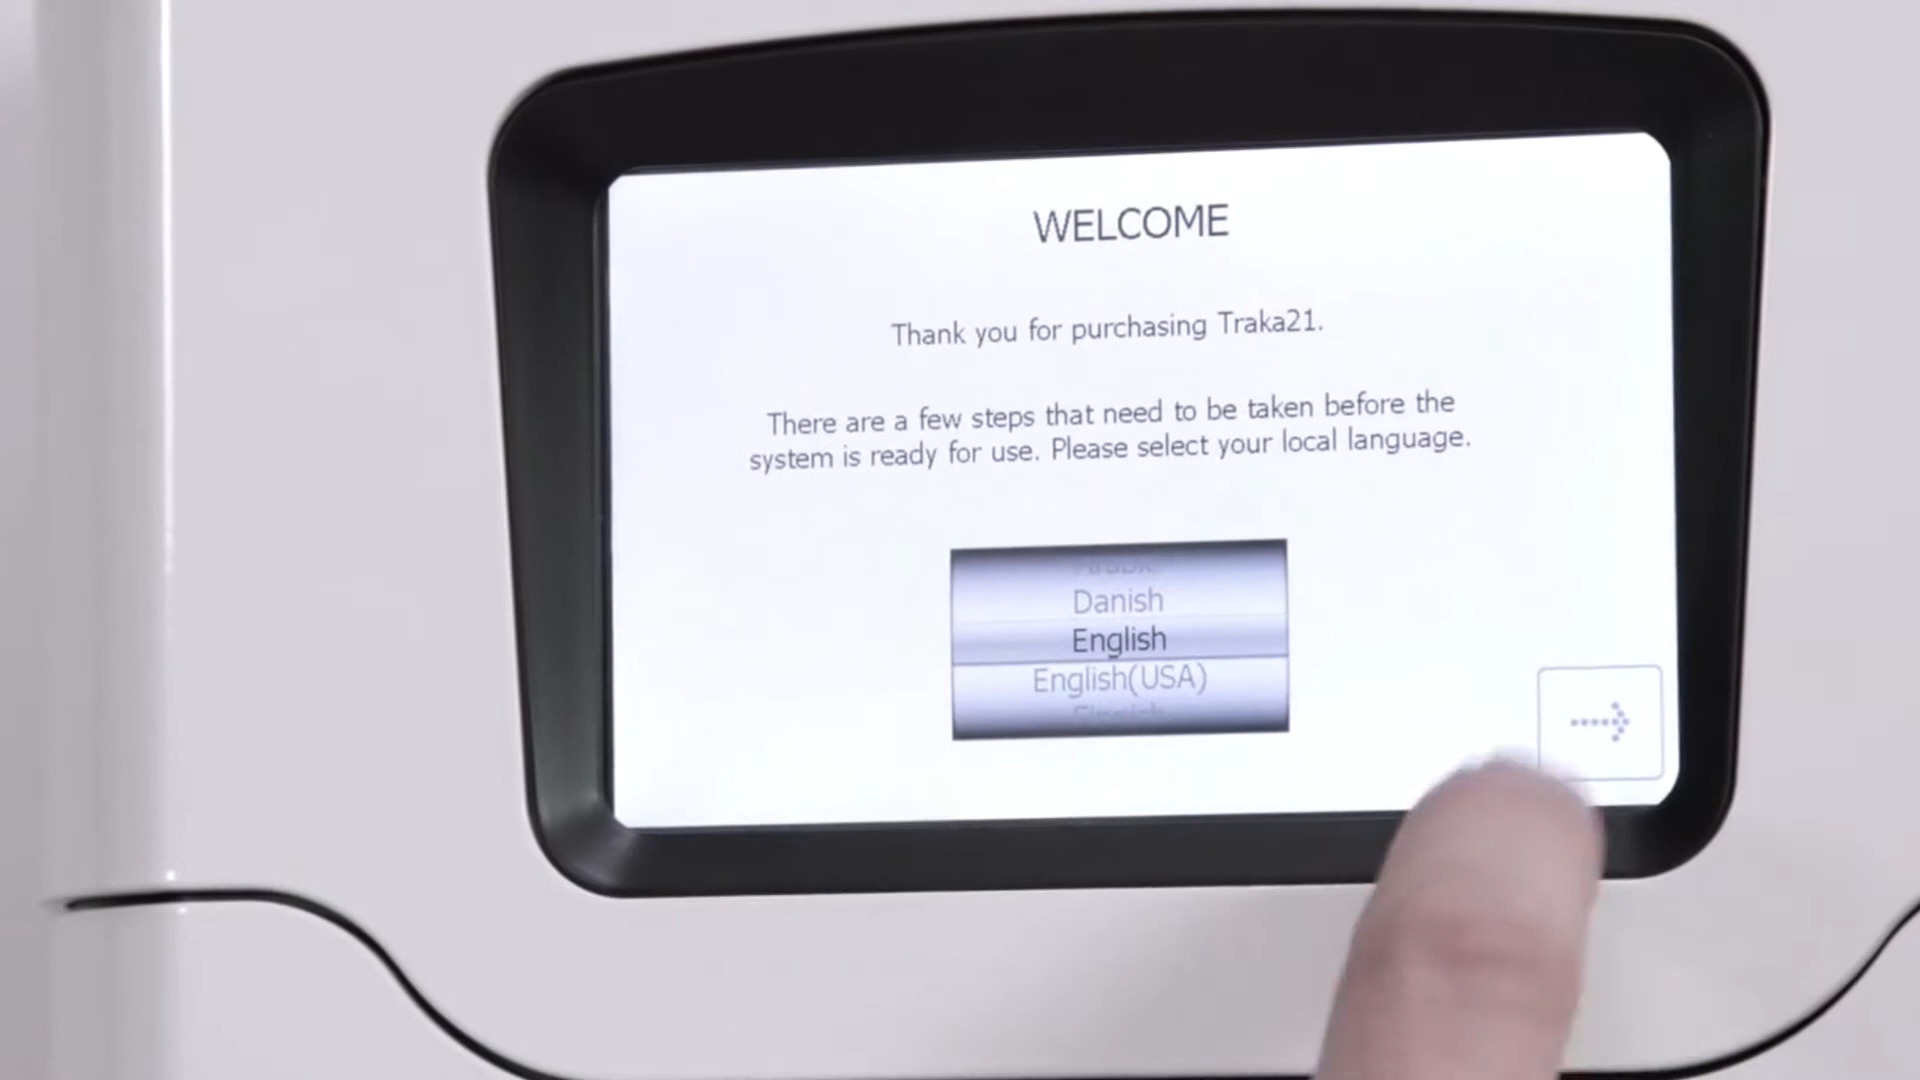 WELCOME
Thank you for purchasing Traka21.
There are a few steps that need to be taken before the
system is ready for use. Please select your local language.
Danish
English
English(USA)